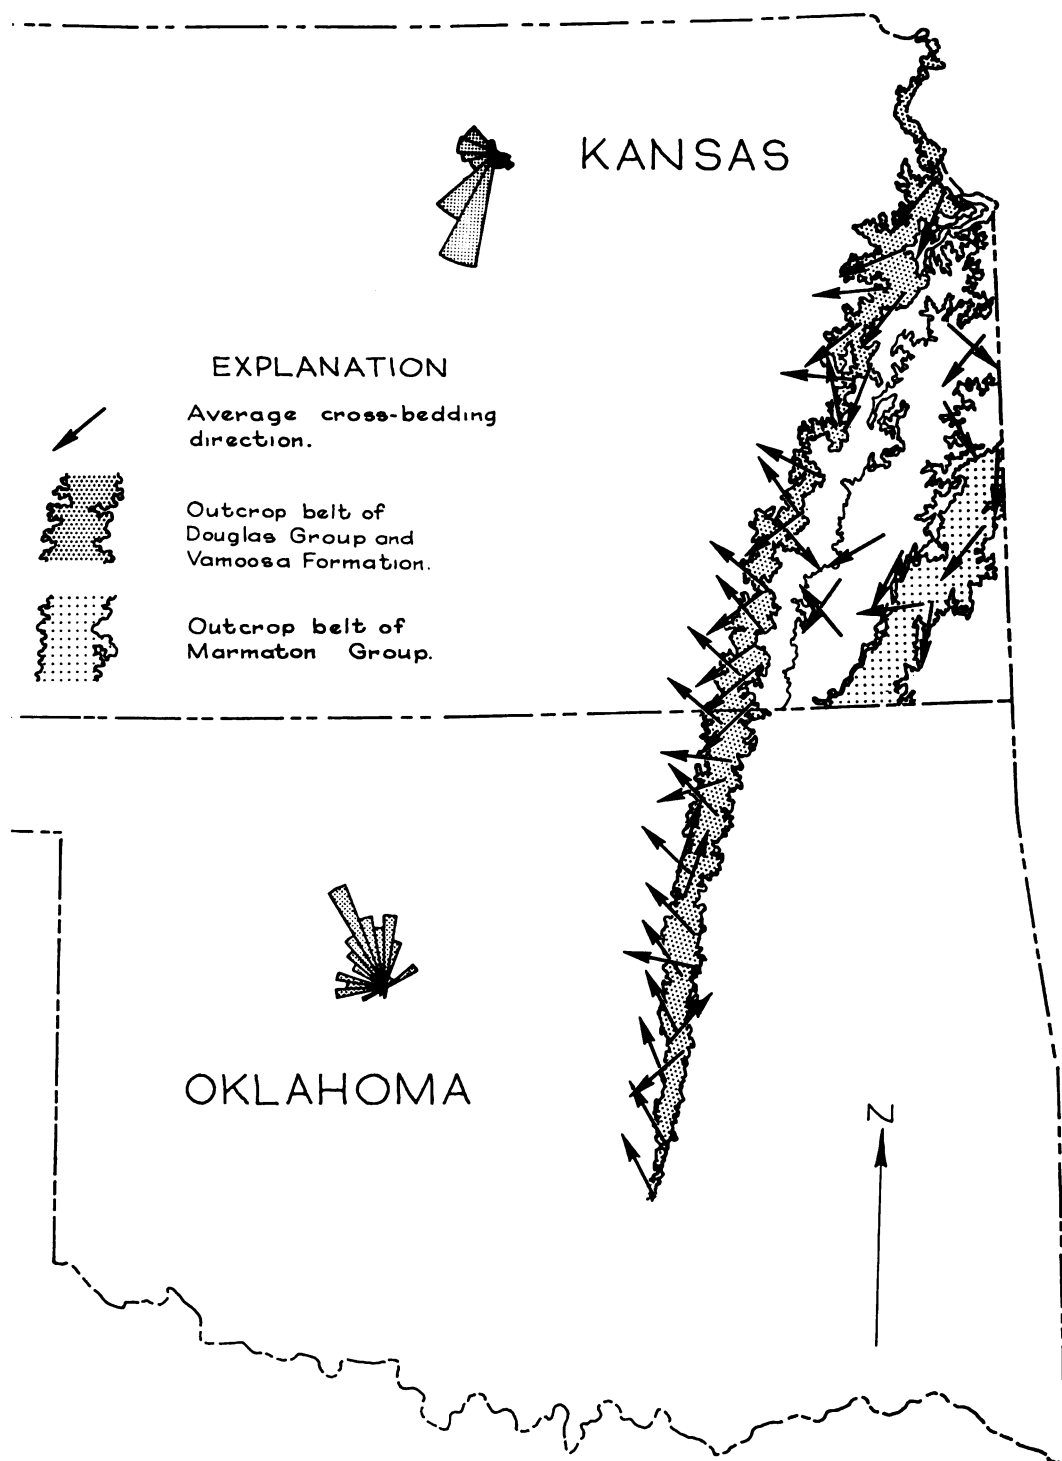 KANSAS
EXPLANATION
Average cross-bedding
direction.
Outcrop belt of
Douglas Group and
Vamoosa Formation.
Outcrop belt of
Marmaton Group.
OKLAHOMA
N